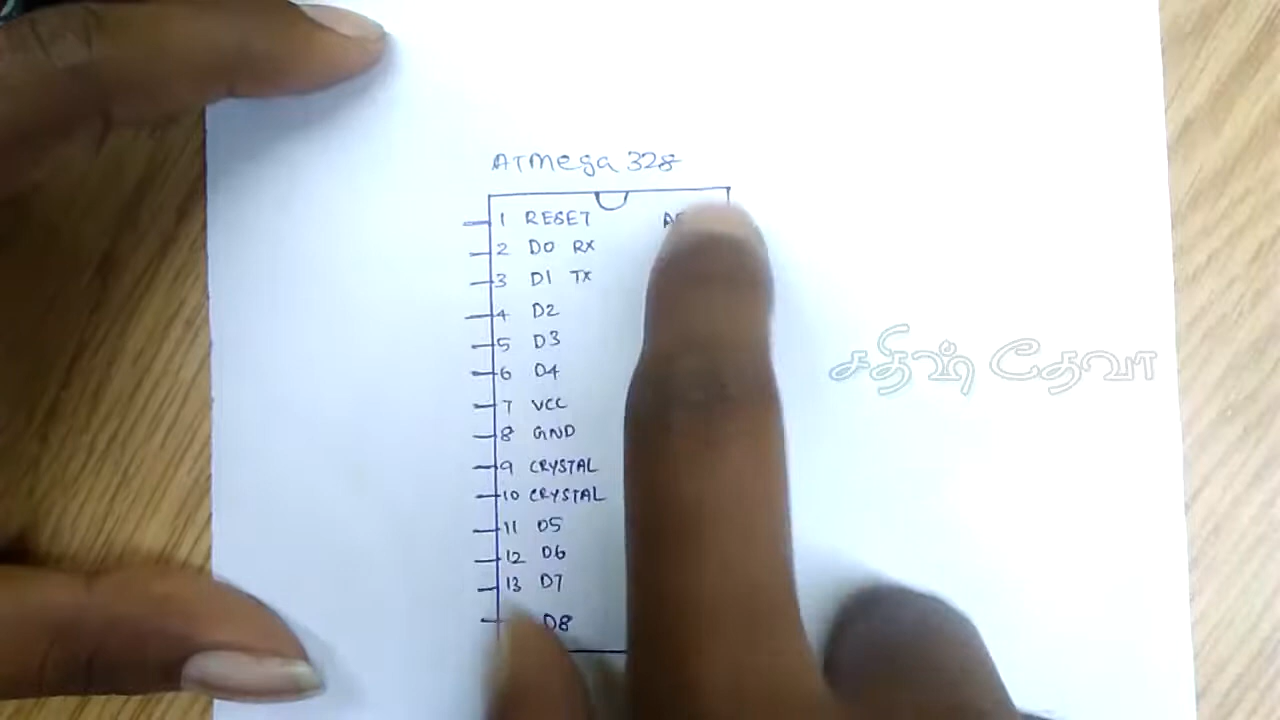 ATMega 328
1 RESET
2 D0 RX
3 D1 TX
4 D2
5 D3
6 D4
7 VCC
8 GND
9 CRYSTAL
10 CRYSTAL
11 D5
12 D6
13 D7
D8
சதிஷ் தேவா